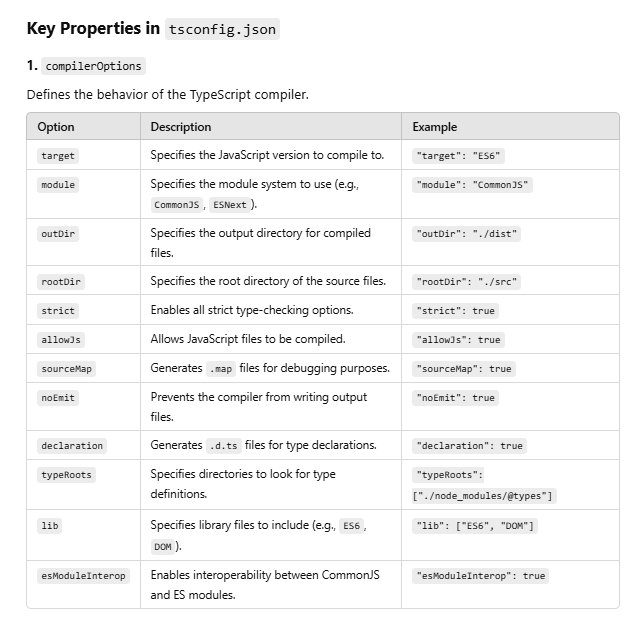 Key Properties in tsconfig.json
1. compilerOptions
Defines the behavior of the TypeScript compiler.
Option Description Example
target Specifies the JavaScript version to compile to. "target": "ES6"
module Specifies the module system to use (e.g., "module": "CommonJS"
CommonJS, ESNext).
outDir Specifies the output directory for compiled "outDir": "./dist"
files.
rootDir Specifies the root directory of the source files. "rootDir": "./src"
strict Enables all strict type-checking options. "strict": true
allowJs Allows JavaScript files to be compiled. "allowJs": true
sourceMap Generates .map files for debugging purposes. "sourceMap": true
noEmit Prevents the compiler from writing output "noEmit": true
files.
declaration Generates .d.ts files for type declarations. "declaration": true
typeRoots Specifies directories to look for type "typeRoots":
definitions. ["./node_modules/@types"]
lib Specifies library files to include (e.g., ES6, "lib": ["ES6", "DOM"]
DOM).
esModuleInterop Enables interoperability between CommonJS "esModuleInterop": true
and ES modules.